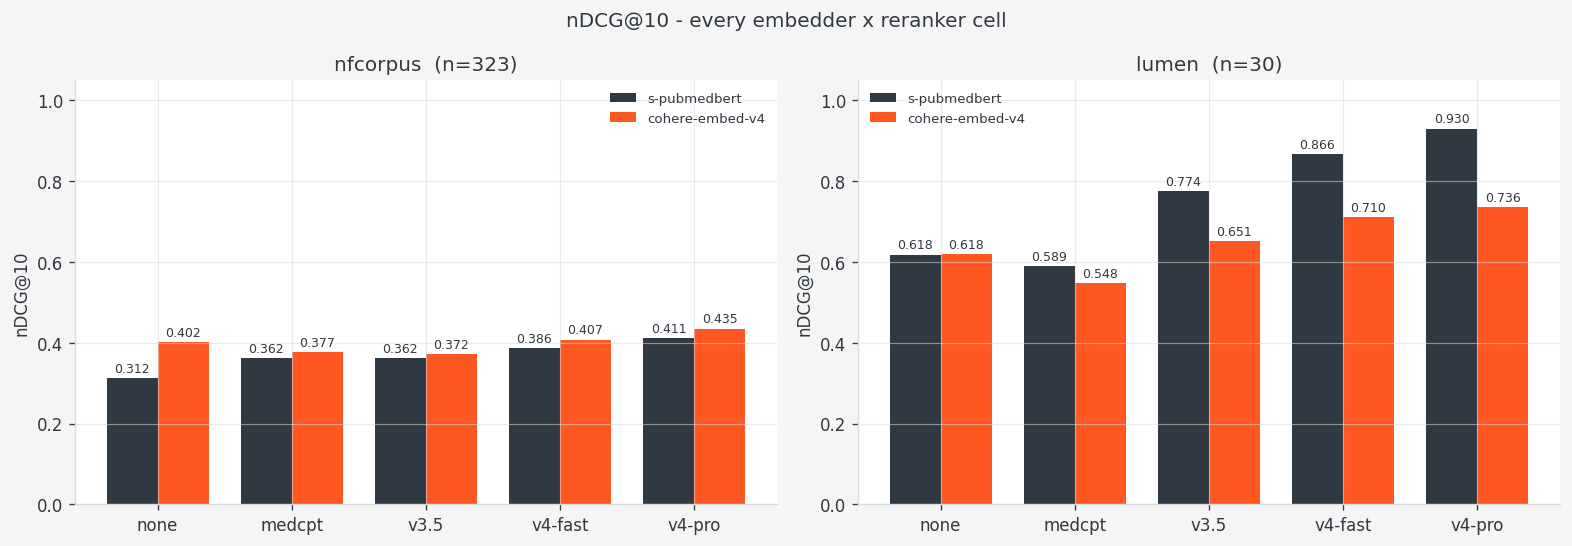 nDCG@10 - every embedder x reranker cell
nfcorpus  (n=323)
nDCG@10
1.0
0.8
0.6
0.4
0.2
0.0
s-pubmedbert
cohere-embed-v4
0.312
0.402
0.362
0.377
0.362
0.372
0.386
0.407
0.411
0.435
none
medcpt
v3.5
v4-fast
v4-pro
lumen  (n=30)
nDCG@10
1.0
0.8
0.6
0.4
0.2
0.0
s-pubmedbert
cohere-embed-v4
0.618
0.618
0.589
0.548
0.774
0.651
0.866
0.710
0.930
0.736
none
medcpt
v3.5
v4-fast
v4-pro